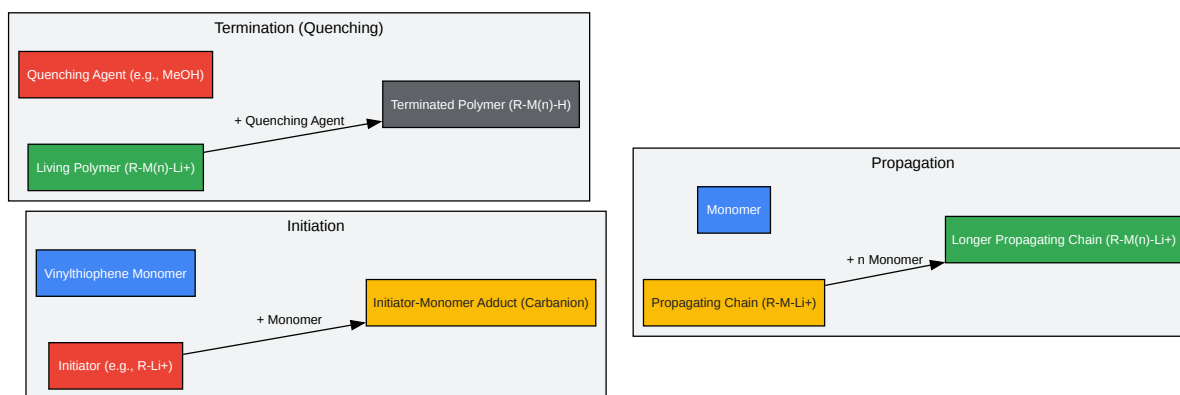 Termination (Quenching)
Quenching Agent (e.g., MeOH)
Terminated Polymer (R-M(n)-H)
+ Quenching Agent
Living Polymer (R-M(n)-Li+)
Initiation
Vinylthiophene Monomer
Initiator-Monomer Adduct (Carbanion)
+ Monomer
Initiator (e.g., R-Li+)
Propagation
Monomer
Longer Propagating Chain (R-M(n)-Li+)
+ n Monomer
Propagating Chain (R-M-Li+)